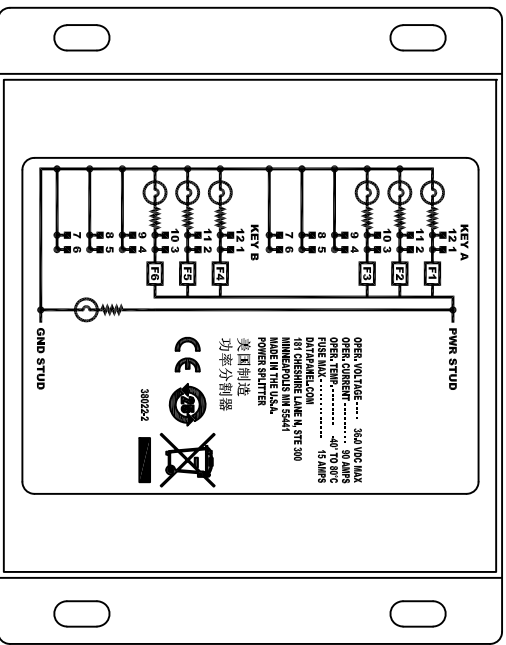 KEY A
12 1
F1
11 2
F2
10 3
F3
9 4
8 5
7 6
KEY B
12 1
F4
11 2
F5
10 3
F6
9 4
8 5
7 6
PWR STUD
GND STUD
OPER. VOLTAGE ---- 36.0 VDC MAX
OPER. CURRENT -------- 90 AMPS
OPER. TEMP. -------- -40° TO 80°C
FUSE MAX ------------ 15 AMPS
DATAPANEL.COM
181 CHESHIRE LANE N, STE 300
MINNEAPOLIS MN 55441
MADE IN THE U.S.A.
POWER SPLITTER
美国制造
功率分割器
CE
25
38022-2